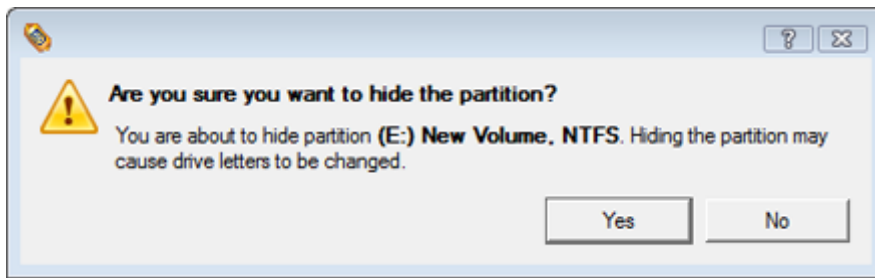 Are you sure you want to hide the partition?
You are about to hide partition (E:) New Volume, NTFS. Hiding the partition may
cause drive letters to be changed.
Yes
No